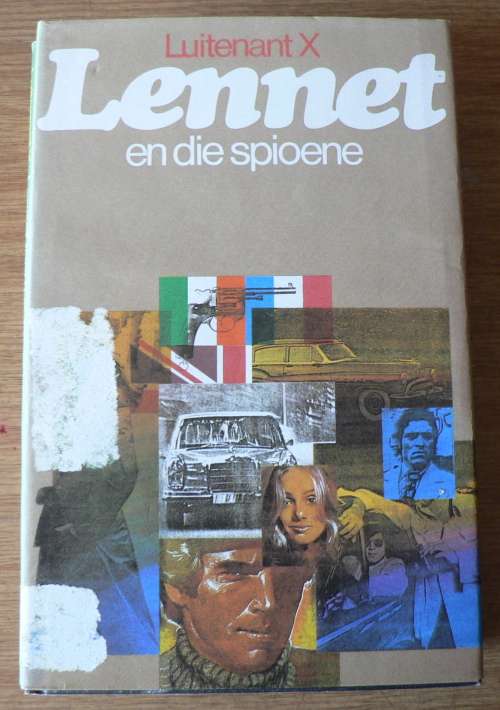 Luitenant X
Lennet
en die spioene